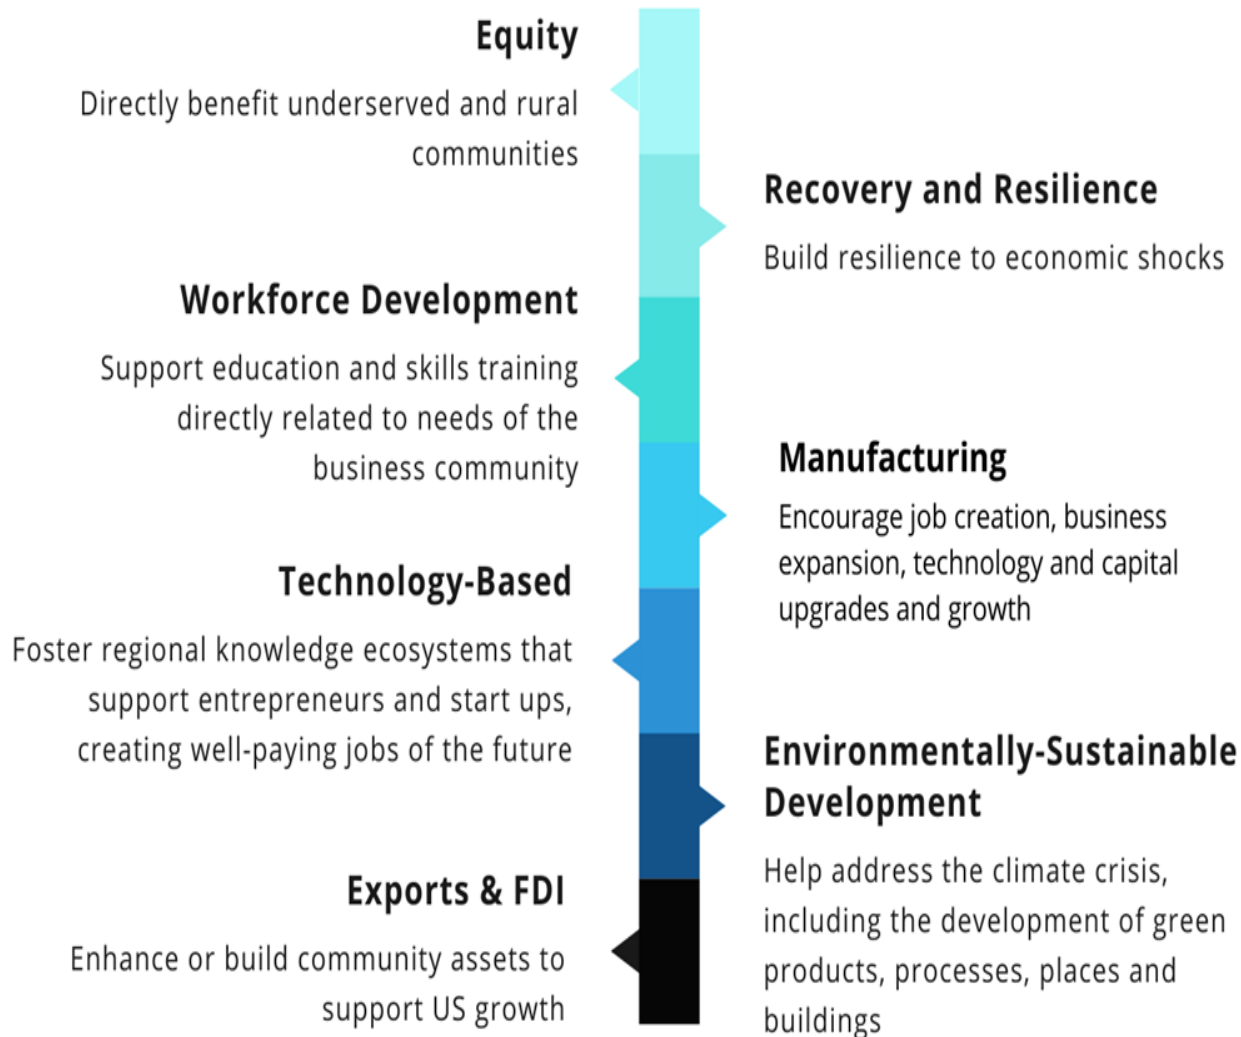 Equity
Directly benefit underserved and rural
communities
Recovery and Resilience
Build resilience to economic shocks
Workforce Development
Support education and skills training
directly related to needs of the
business community
Manufacturing
Encourage job creation, business
expansion, technology and capital
upgrades and growth
Technology-Based
Foster regional knowledge ecosystems that
support entrepreneurs and start ups,
creating well-paying jobs of the future
Environmentally-Sustainable
Development
Help address the climate crisis,
including the development of green
products, processes, places and
buildings
Exports & FDI
Enhance or build community assets to
support US growth